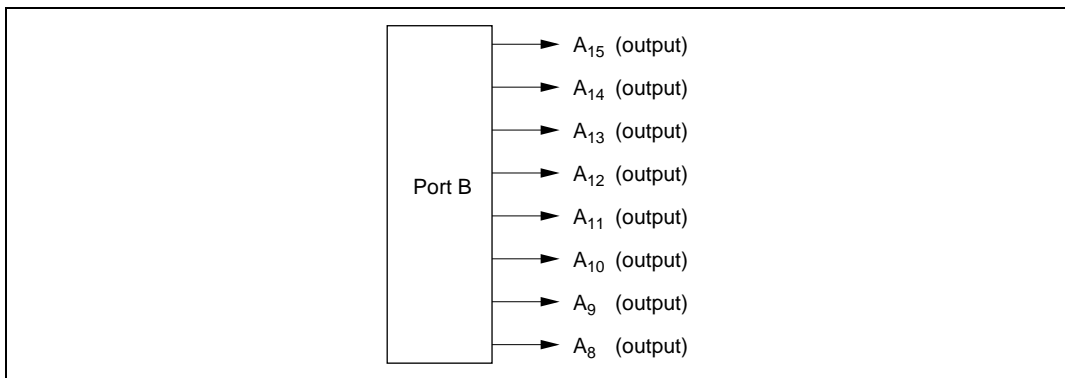 A₁₅ (output)
A₁₄ (output)
A₁₃ (output)
A₁₂ (output)
Port B
A₁₁ (output)
A₁₀ (output)
A₉ (output)
A₈ (output)